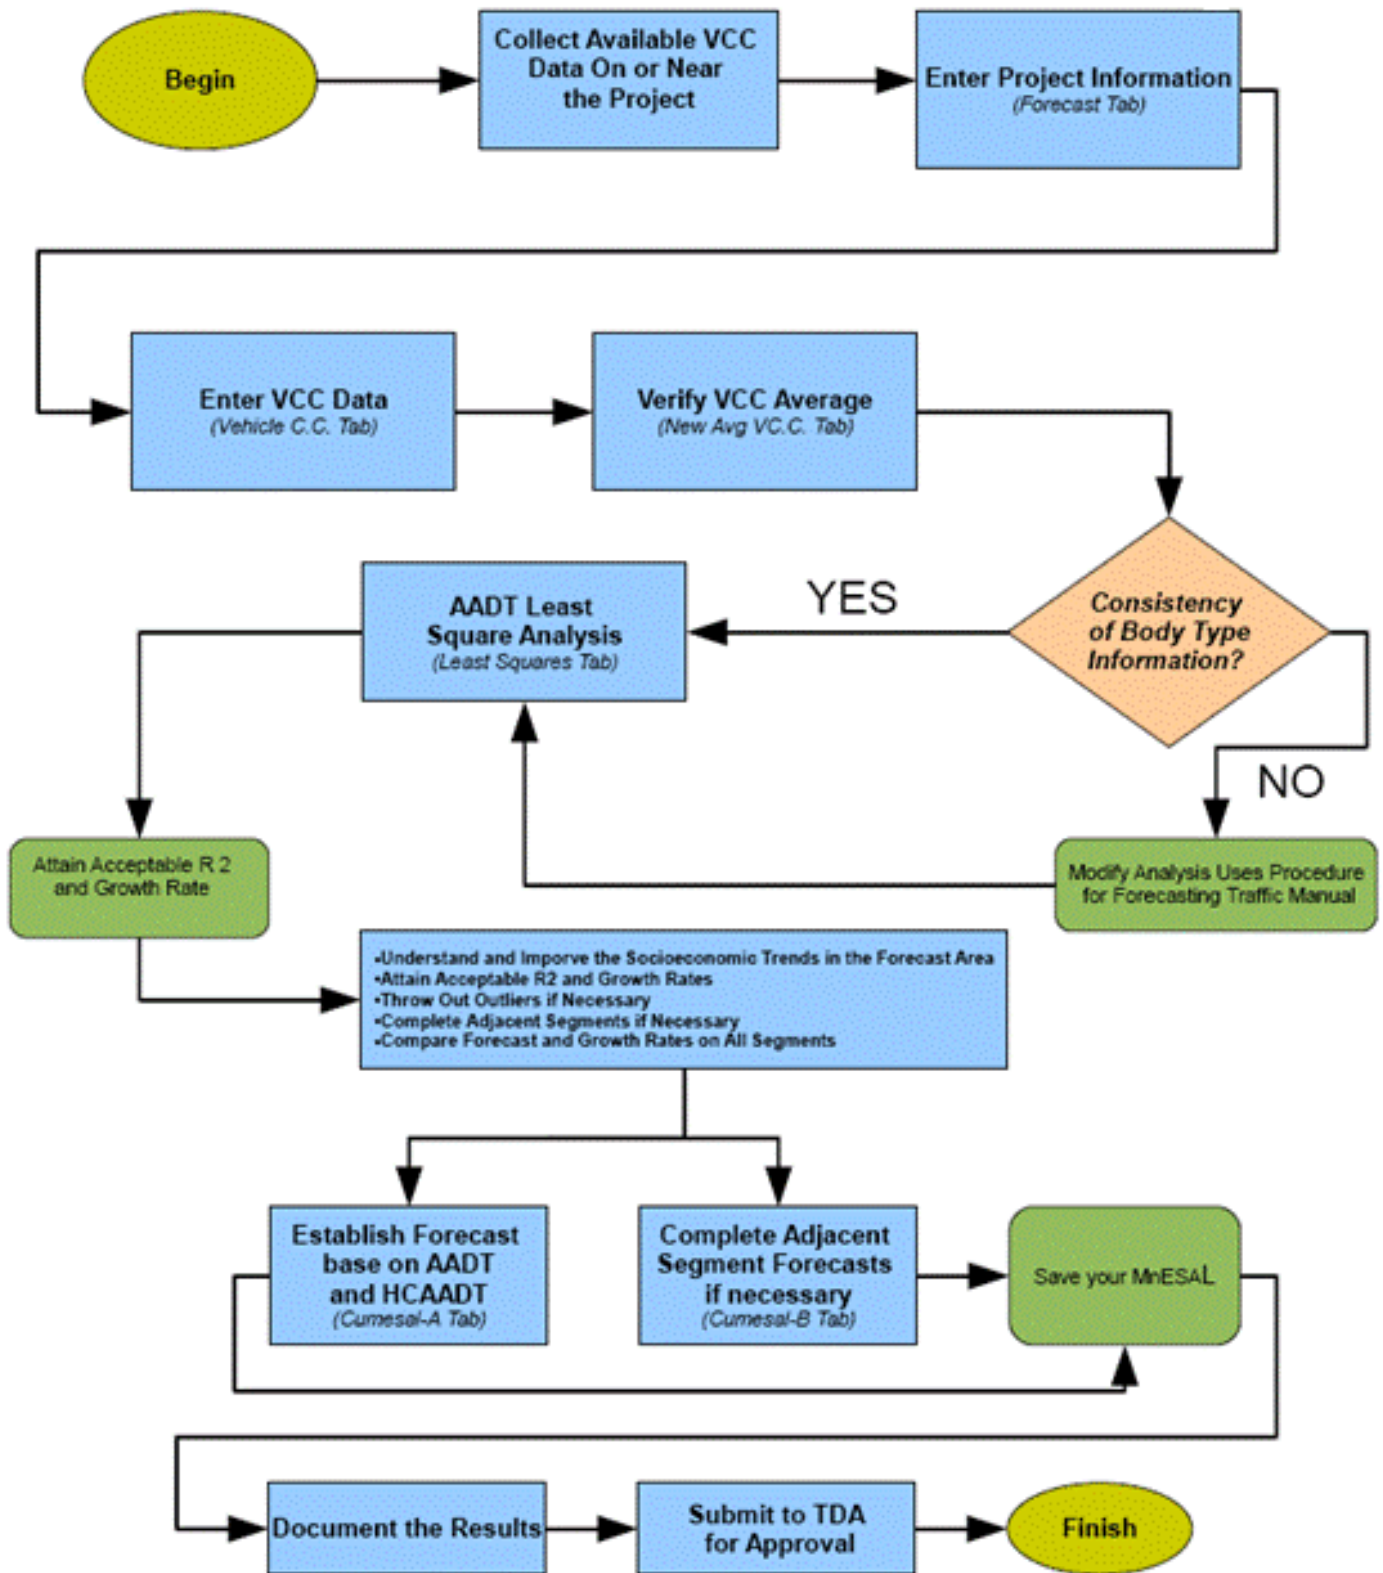 Begin
Collect Available VCC
Data On or Near
the Project
Enter Project Information
(Forecast Tab)
Enter VCC Data
(Vehicle C.C. Tab)
Verify VCC Average
(New Avg VC.C. Tab)
Consistency
of Body Type
Information?
YES
AADT Least
Square Analysis
(Least Squares Tab)
NO
Modify Analysis Uses Procedure
for Forecasting Traffic Manual
Attain Acceptable R 2
and Growth Rate
•Understand and Imporve the Socioeconomic Trends in the Forecast Area
•Attain Acceptable R2 and Growth Rates
•Throw Out Outliers if Necessary
•Complete Adjacent Segments if Necessary
•Compare Forecast and Growth Rates on All Segments
Establish Forecast
base on AADT
and HCAADT
(Cumesal-A Tab)
Complete Adjacent
Segment Forecasts
if necessary
(Cumesal-B Tab)
Save your MnESAL
Document the Results
Submit to TDA
for Approval
Finish